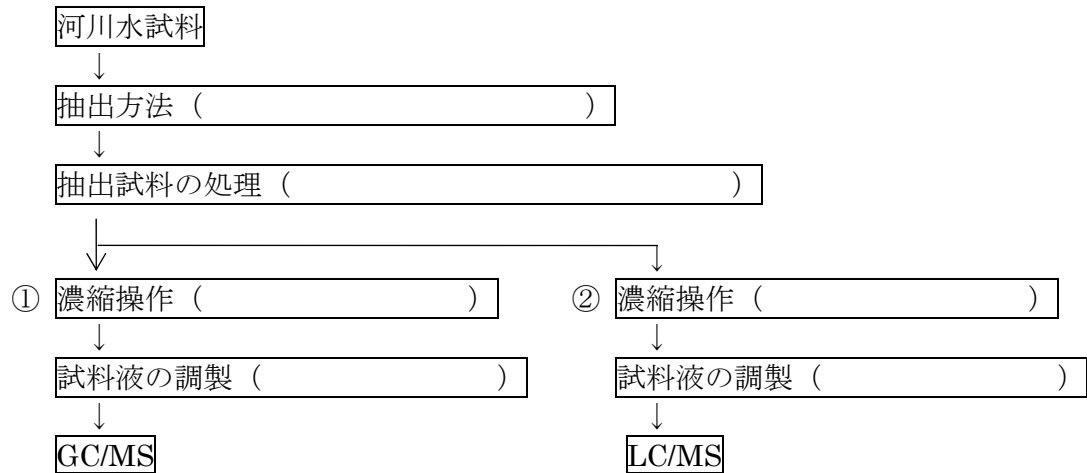 河川水試料
↓
抽出方法（　　　　　　　　　　　　　　）
↓
抽出試料の処理（　　　　　　　　　　　　　　　　）
① 濃縮操作（　　　　　　　　　　）　② 濃縮操作（　　　　　　　　　　）
↓　↓
試料液の調製（　　　　　　　　　）　試料液の調製（　　　　　　　　　）
↓　↓
GC/MS　LC/MS